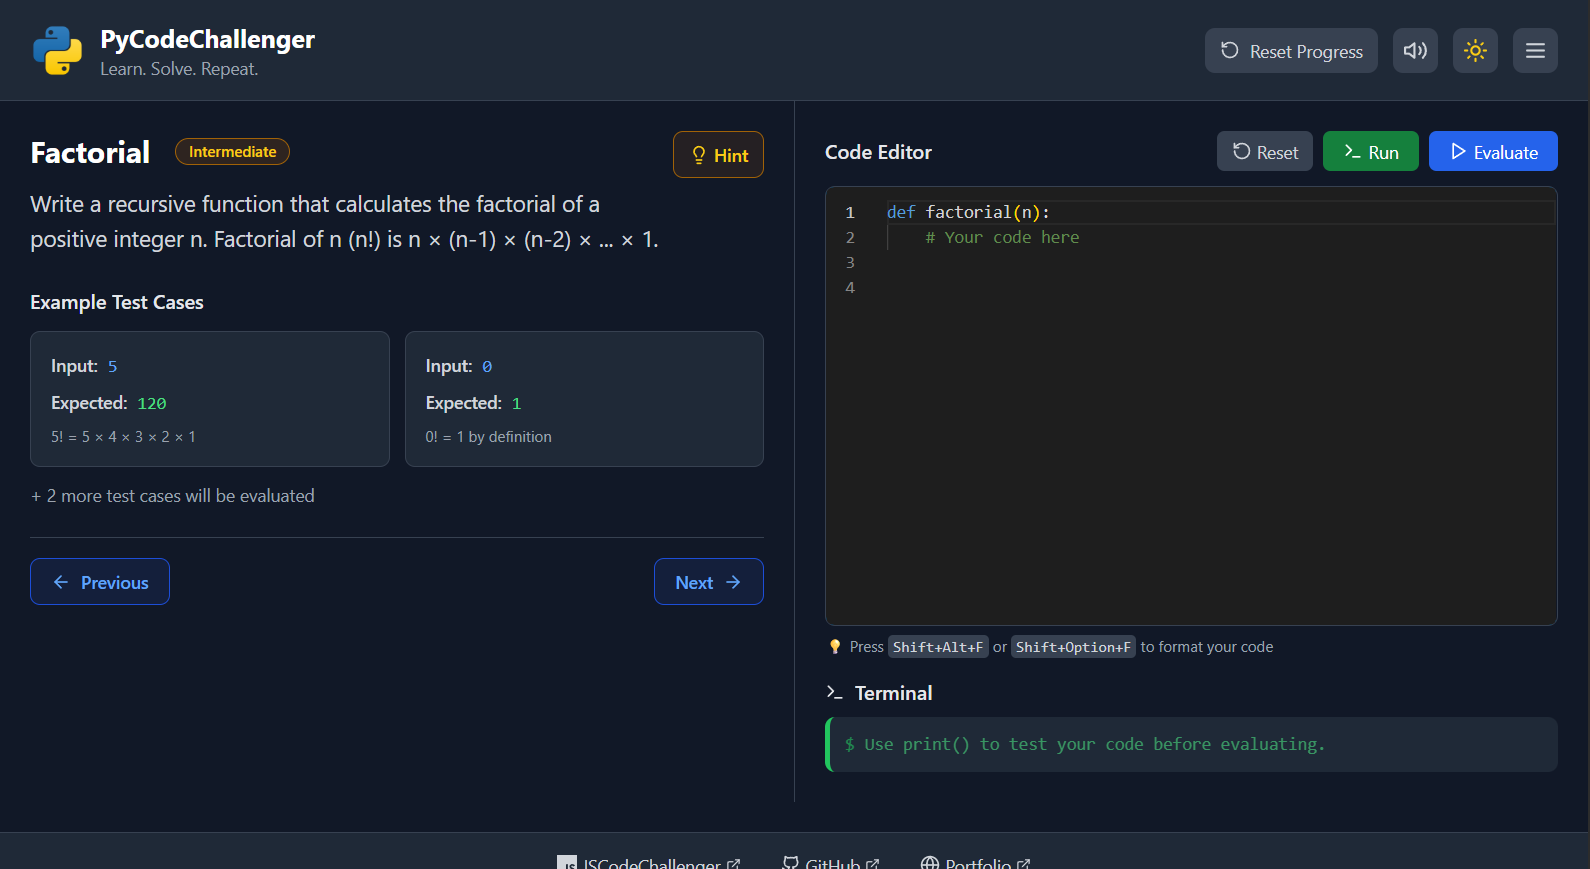 PyCodeChallenger
Learn. Solve. Repeat.
Reset Progress
Factorial
Intermediate
Hint
Write a recursive function that calculates the factorial of a
positive integer n. Factorial of n (n!) is n × (n-1) × (n-2) × ... × 1.
Example Test Cases
Input: 5
Expected: 120
5! = 5 × 4 × 3 × 2 × 1
Input: 0
Expected: 1
0! = 1 by definition
+ 2 more test cases will be evaluated
Previous
Next
Code Editor
Reset
Run
Evaluate
1 def factorial(n):
2 # Your code here
3
4
Press Shift+Alt+F or Shift+Option+F to format your code
Terminal
$ Use print() to test your code before evaluating.
JS JSCodeChallenger
GitHub
Portfolio